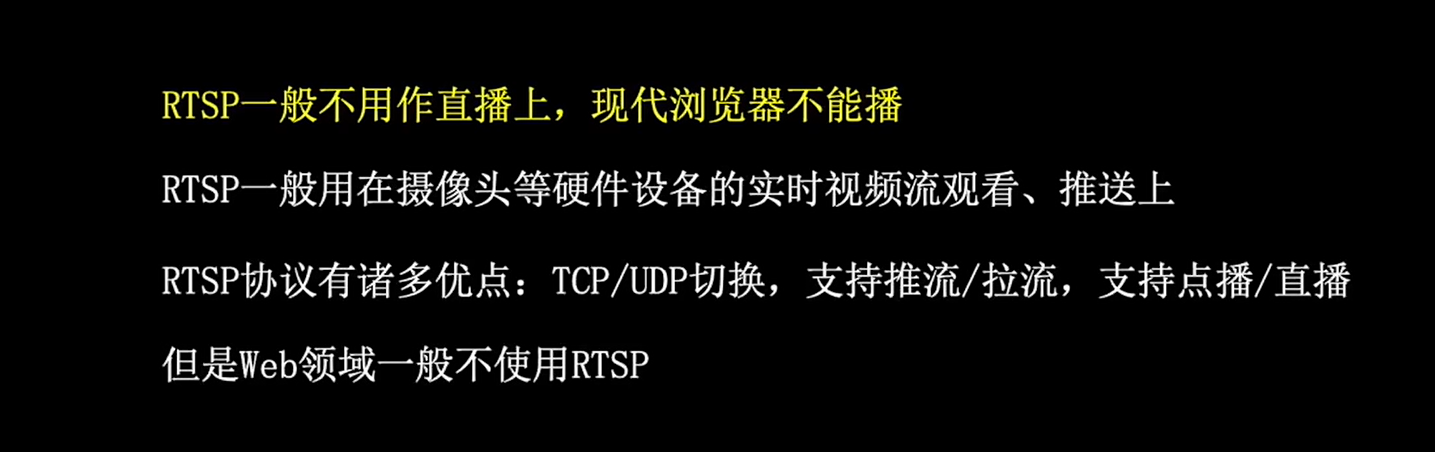 RTSP一般不用作直播上，现代浏览器不能播
RTSP一般用在摄像头等硬件设备的实时视频流观看、推送上
RTSP协议有诸多优点：TCP/UDP切换，支持推流/拉流，支持点播/直播
但是Web领域一般不使用RTSP